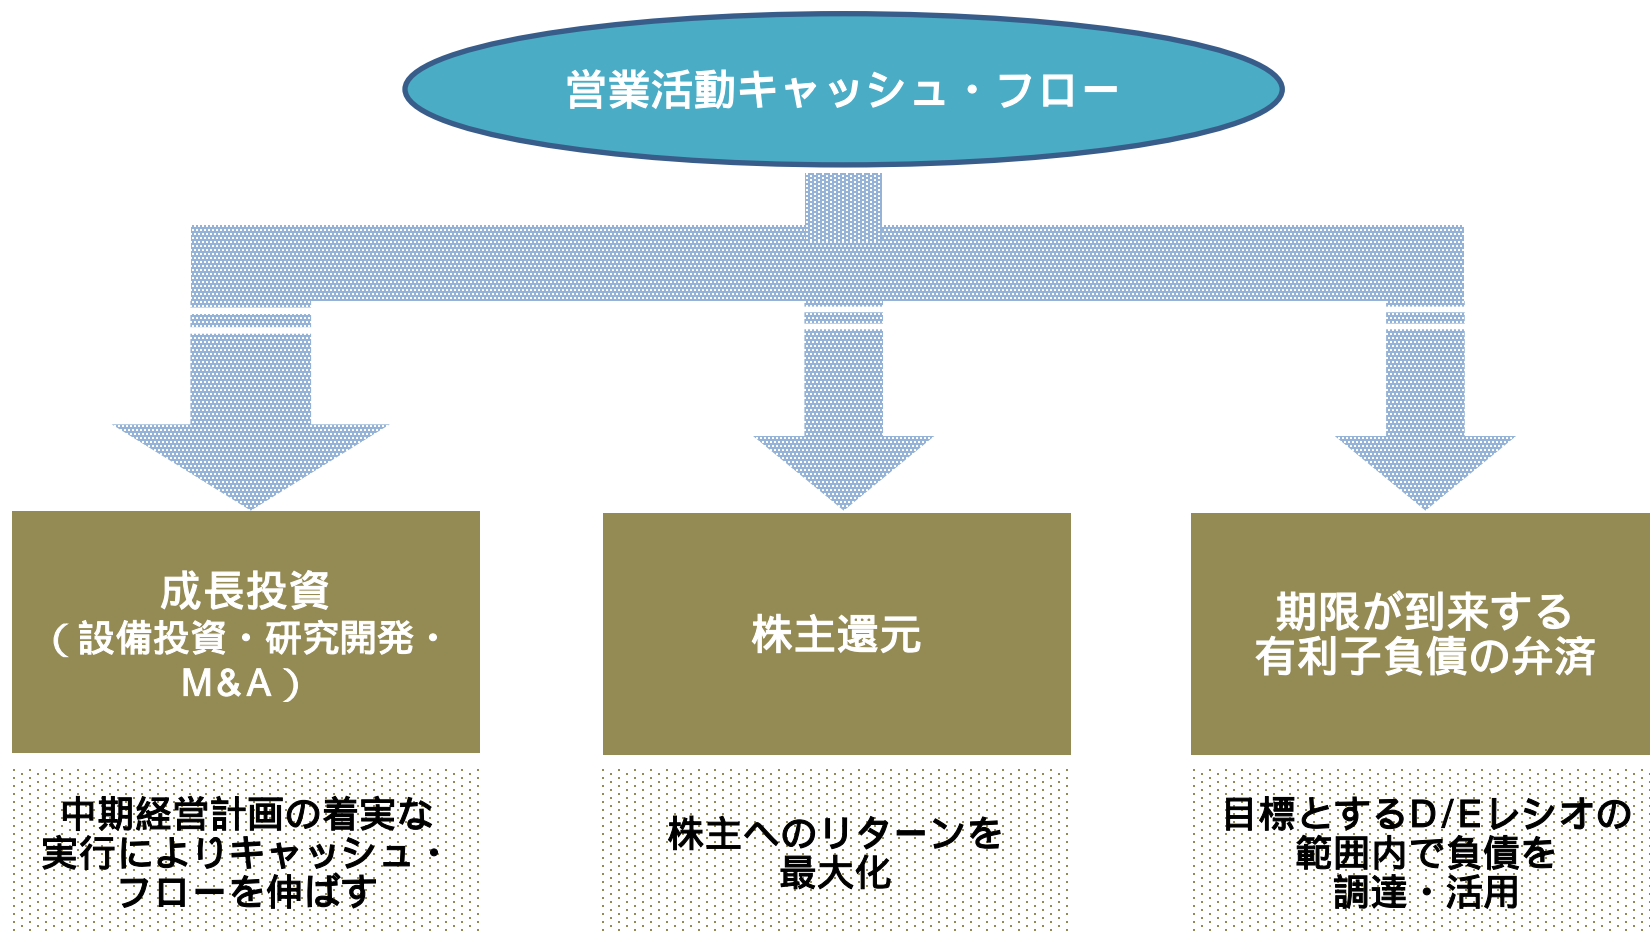 営業活動キャッシュ・フロー
成長投資
（設備投資・研究開発・
M&A）
株主還元
期限が到来する
有利子負債の弁済
中期経営計画の着実な
実行によりキャッシュ・
フローを伸ばす
株主へのリターンを
最大化
目標とするD/Eレシオの
範囲内で負債を
調達・活用